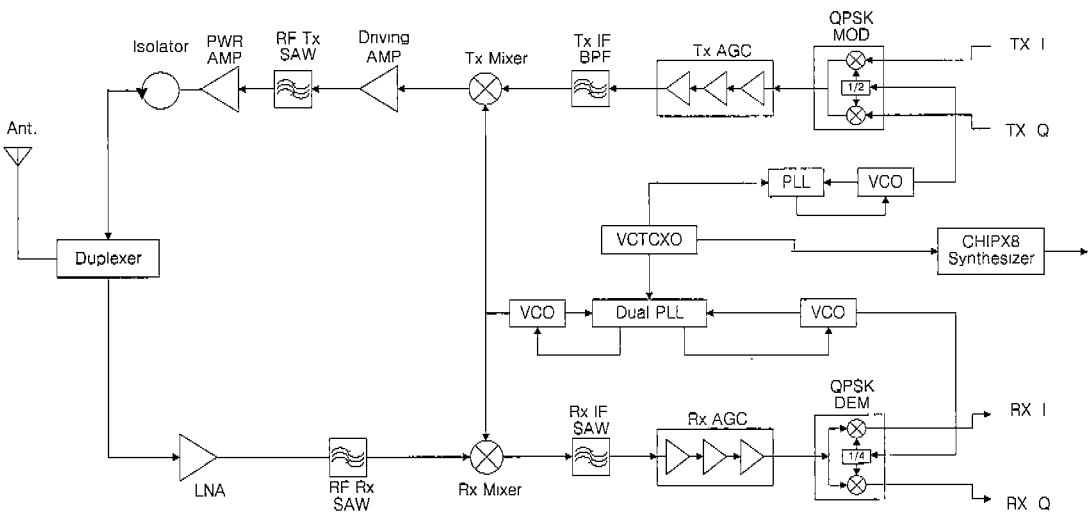 Isolator
PWR
AMP
RF Tx
SAW
Driving
AMP
Tx Mixer
Tx IF
BPF
Tx AGC
QPSK
MOD
1/2
TX I
TX Q
Ant.
PLL
VCO
VCTCXO
CHIPX8
Synthesizer
Duplexer
VCO
Dual PLL
VCO
LNA
RF Rx
SAW
Rx Mixer
Rx IF
SAW
Rx AGC
QPSK
DEM
1/4
RX I
RX Q